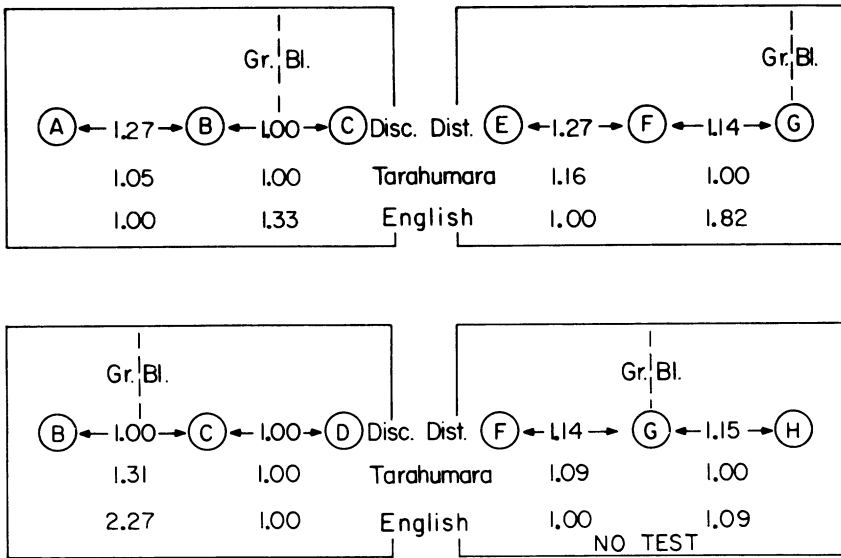 Gr. Bl. Gr. Bl.
A 1.27 B 1.00 C Disc. Dist. E 1.27 F 1.14 G
1.05 1.00 Tarahumara 1.16 1.00
1.00 1.33 English 1.00 1.82
Gr. Bl. Gr. Bl.
B 1.00 C 1.00 D Disc. Dist. F 1.14 G 1.15 H
1.31 1.00 Tarahumara 1.09 1.00
2.27 1.00 English 1.00 1.09
NO TEST